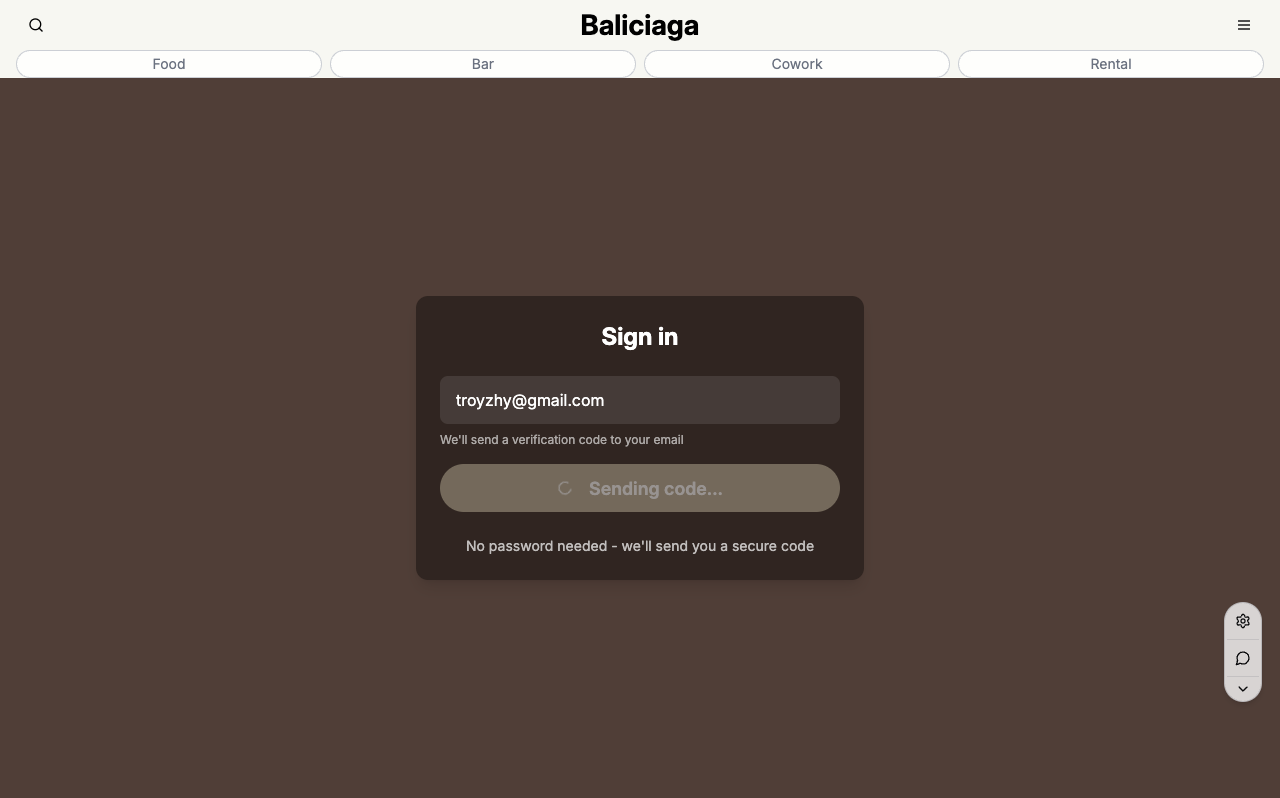 Baliciaga
Food
Bar
Cowork
Rental
Sign in
troyzhy@gmail.com
We'll send a verification code to your email
Sending code...
No password needed - we'll send you a secure code